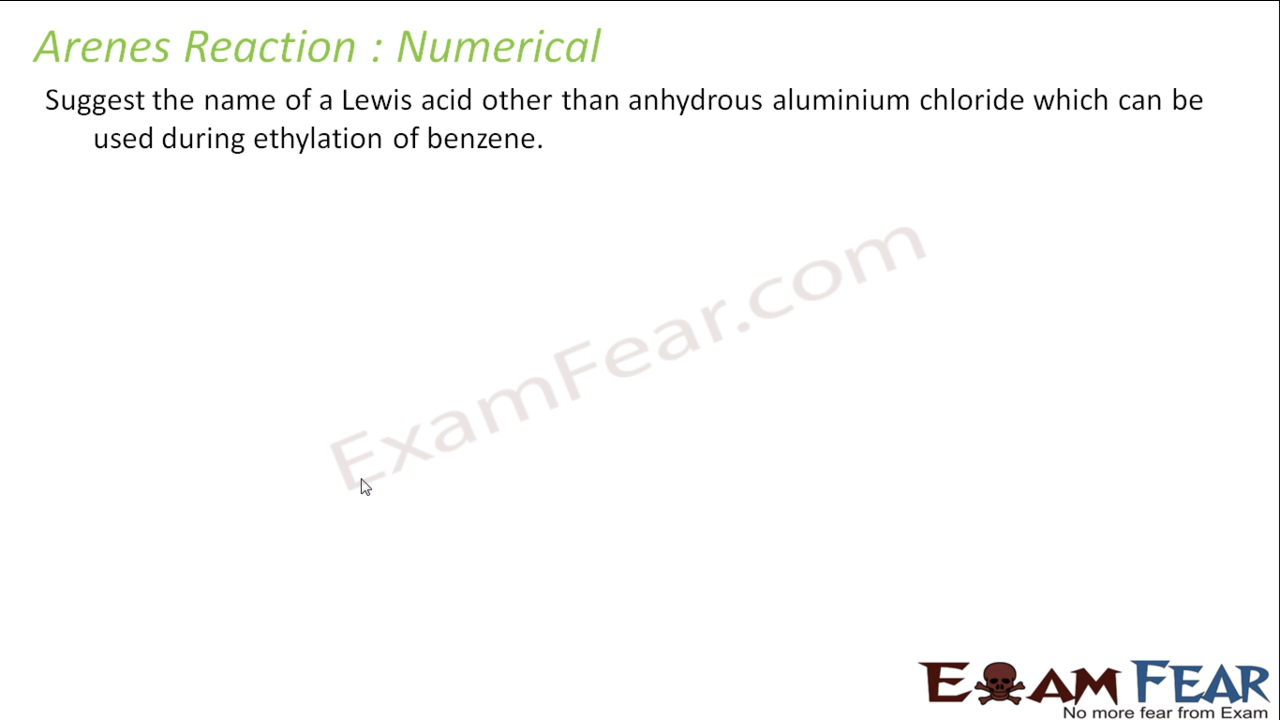 Arenes Reaction : Numerical
Suggest the name of a Lewis acid other than anhydrous aluminium chloride which can be
used during ethylation of benzene.
ExamFear.com
EXAM FEAR
No more fear from Exam